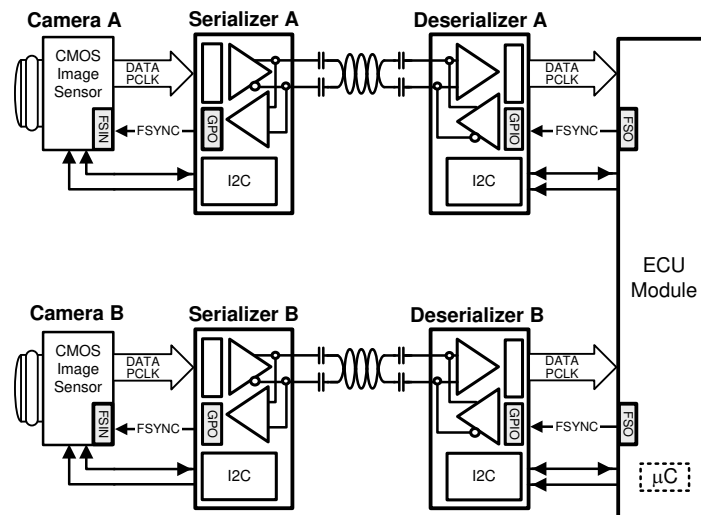 Camera A
Serializer A
Deserializer A
CMOS
Image
Sensor
DATA
PCLK
DATA
PCLK
FSIN
FSYNC
GPO
GPIO
FSYNC
FSO
I2C
I2C
ECU
Module
Camera B
Serializer B
Deserializer B
CMOS
Image
Sensor
DATA
PCLK
DATA
PCLK
FSIN
FSYNC
GPO
GPIO
FSYNC
FSO
I2C
I2C
μC